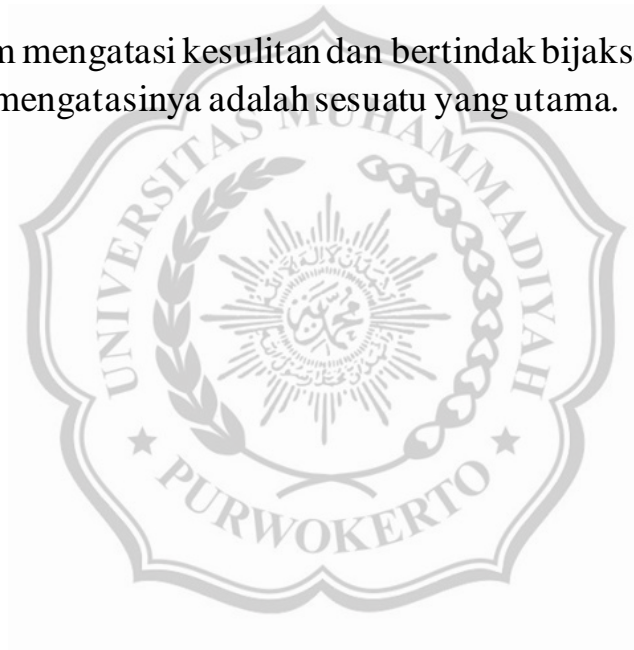 m mengatasi kesulitan dan bertindak bijaks
mengatasinya adalah sesuatu yang utama.
UNIVERSITAS MUHAMMADIYAH
PURWOKERTO